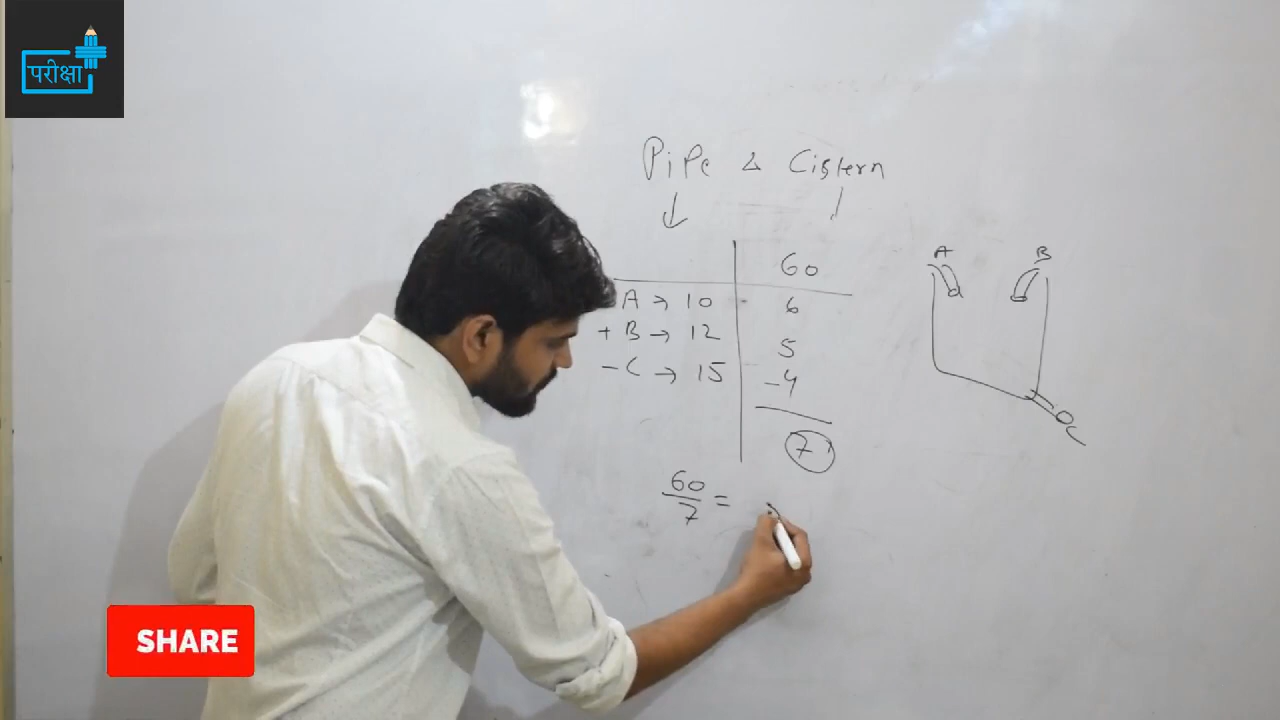 परीक्षा
Pipe & Cistern
60
A → 10 6
+ B → 12 5
- C → 15 -4
7
60/7 =
A B
C
SHARE